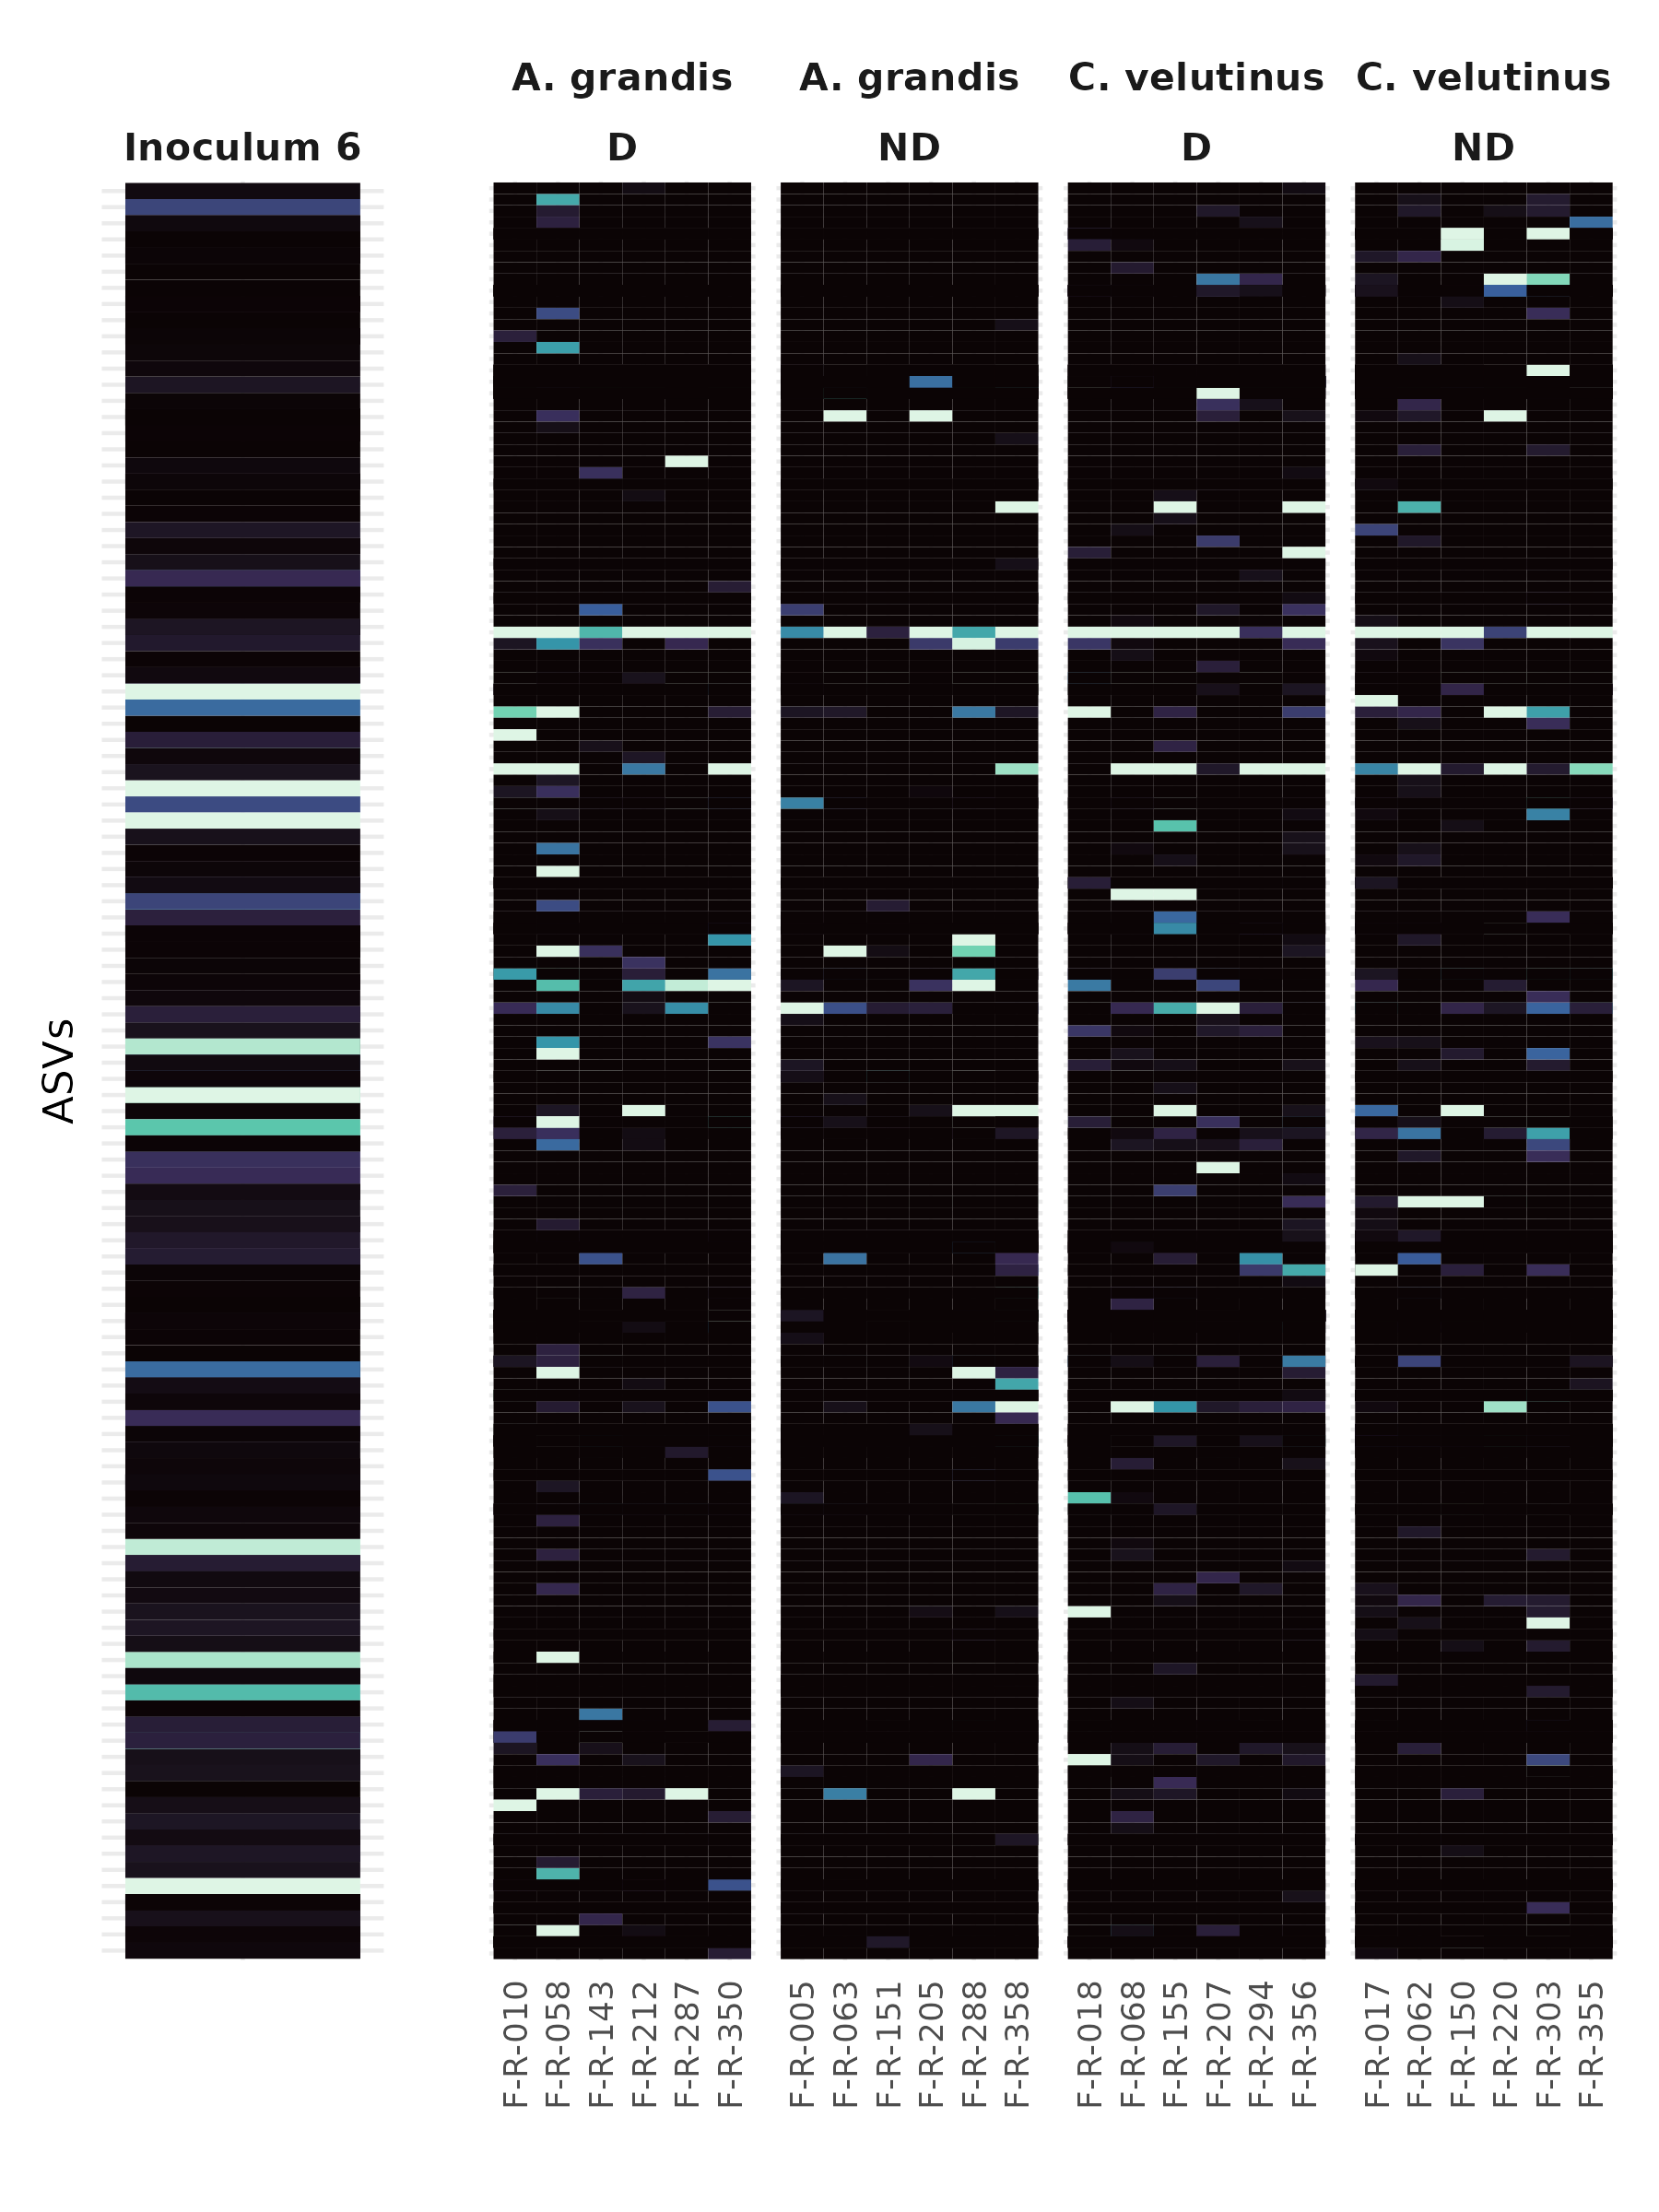 A. grandis A. grandis C. velutinus C. velutinus
Inoculum 6 D ND D ND
ASVs
F-R-010 F-R-058 F-R-143 F-R-212 F-R-287 F-R-350 F-R-005 F-R-063 F-R-151 F-R-205 F-R-288 F-R-358 F-R-018 F-R-068 F-R-155 F-R-207 F-R-294 F-R-356 F-R-017 F-R-062 F-R-150 F-R-220 F-R-303 F-R-355